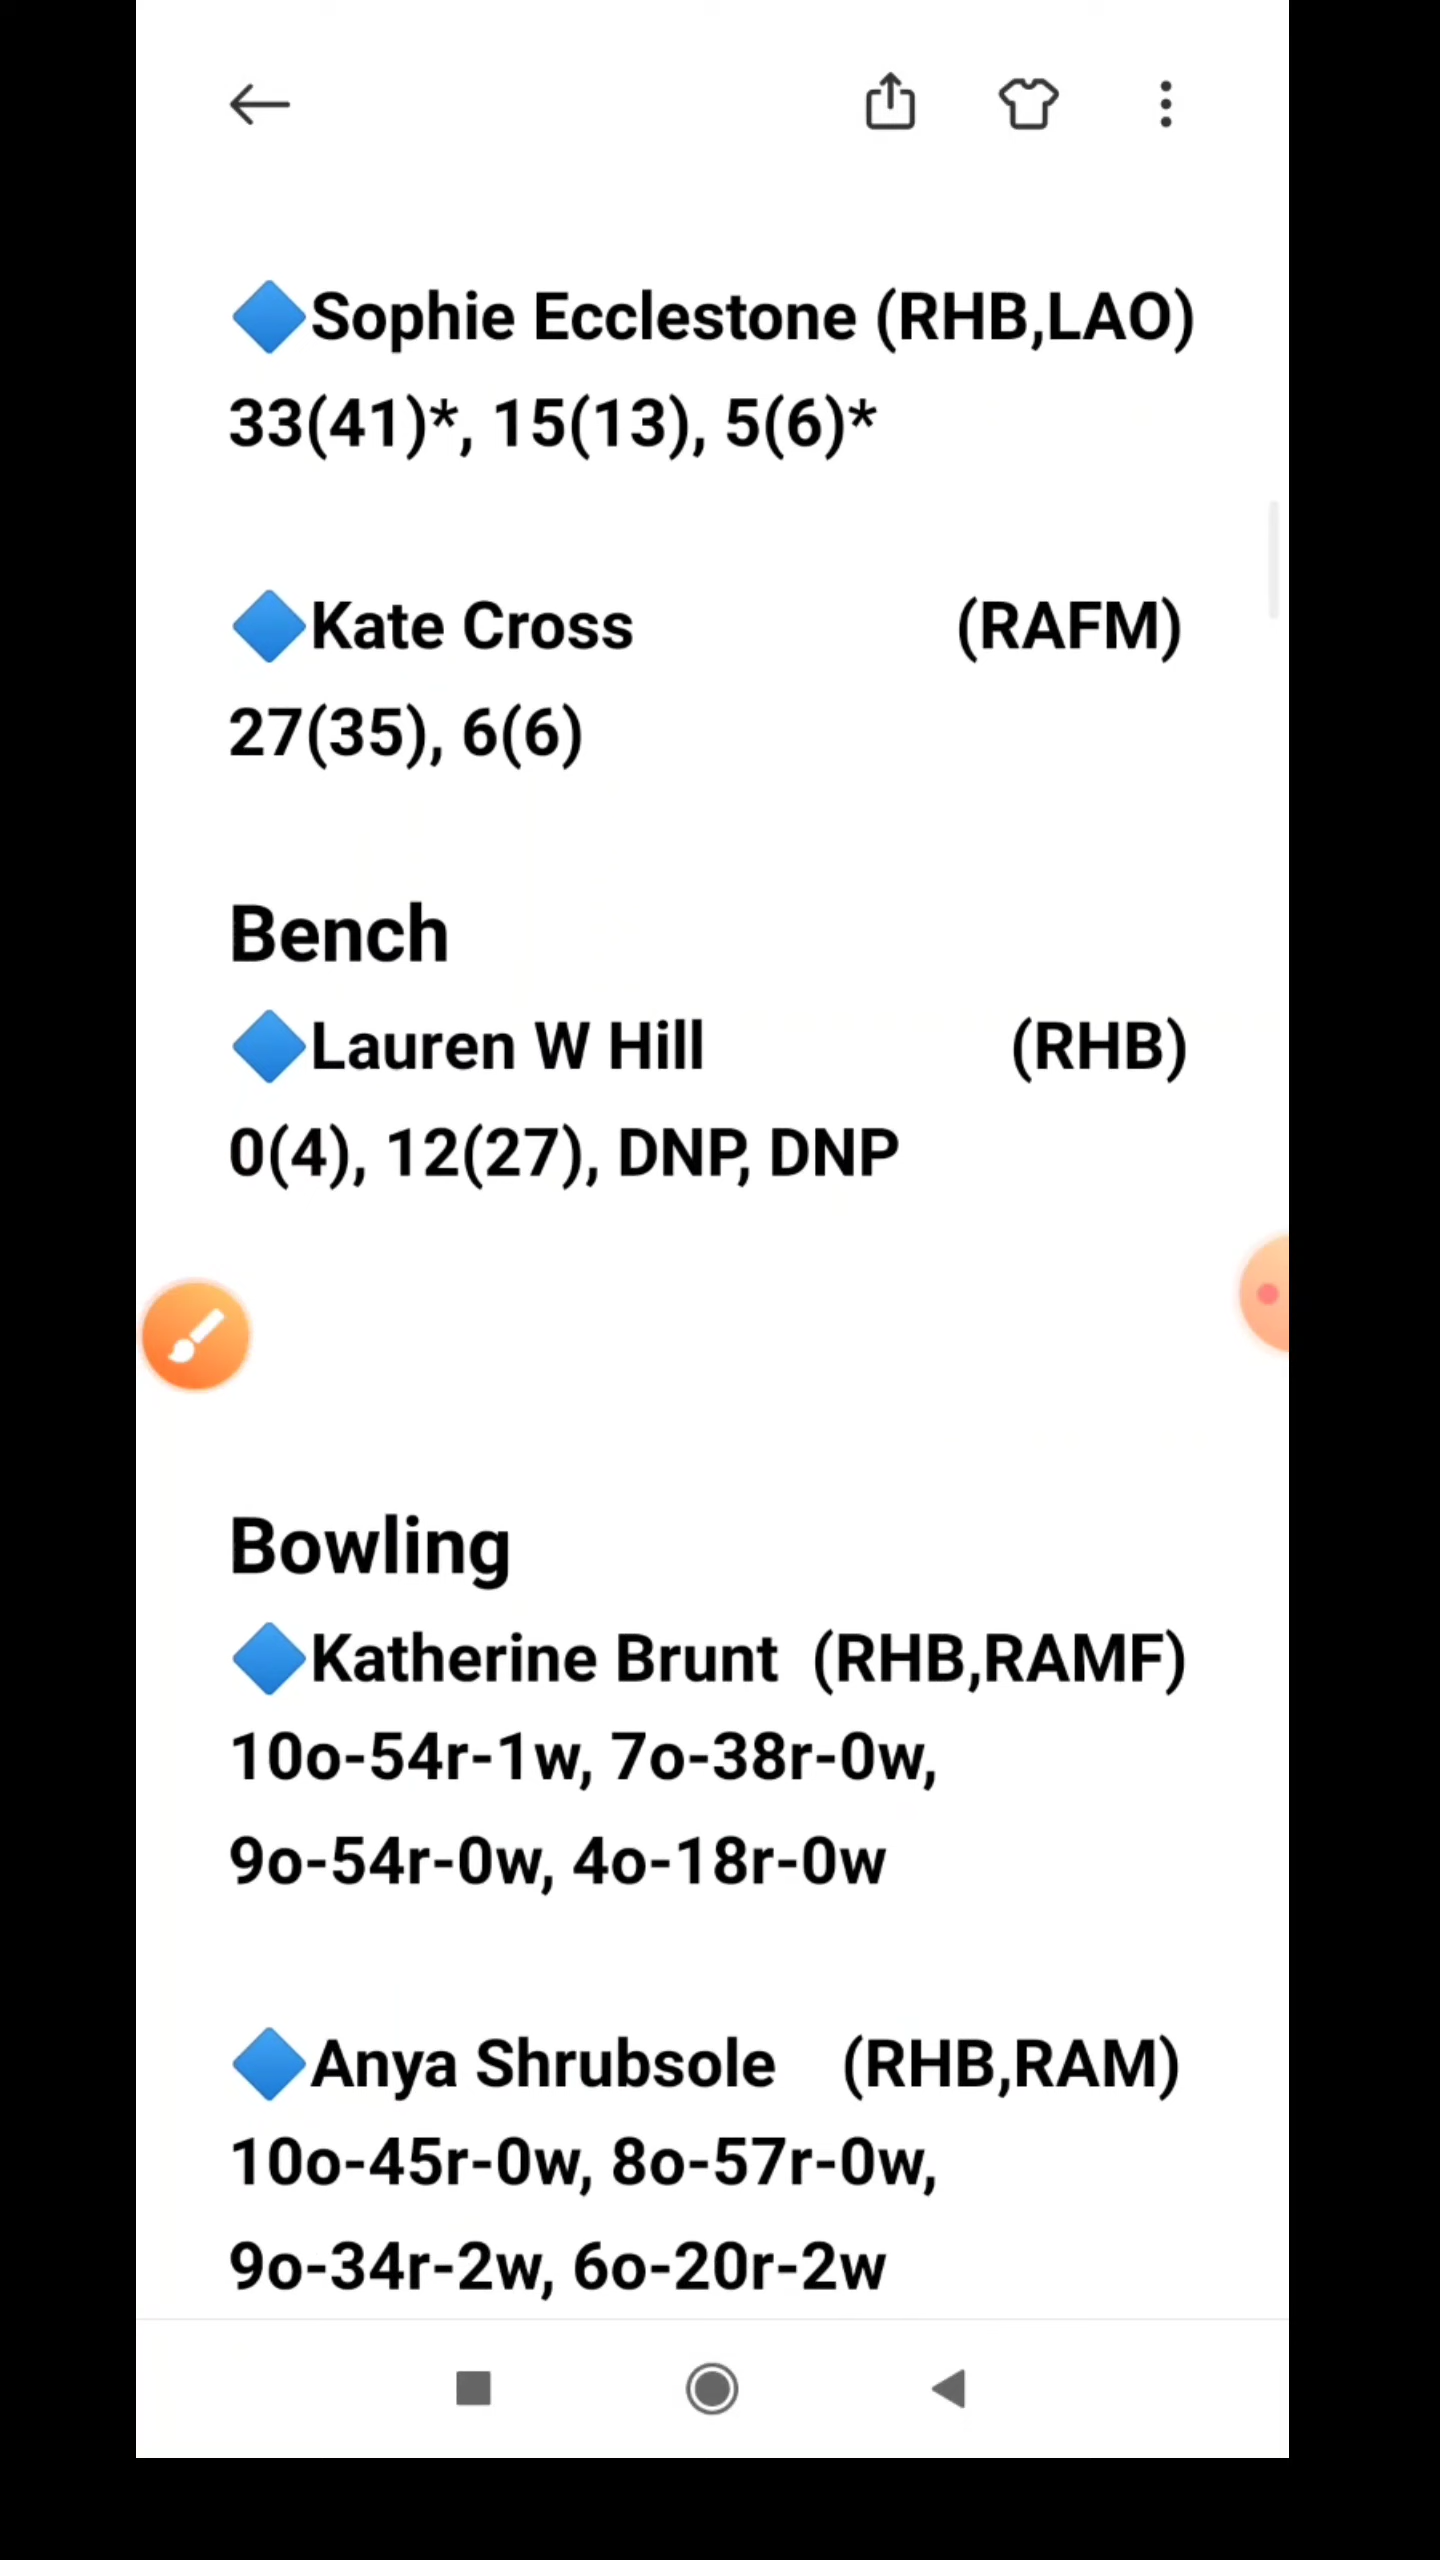 🔷Sophie Ecclestone (RHB,LAO)
33(41)*, 15(13), 5(6)*
🔷Kate Cross (RAFM)
27(35), 6(6)
Bench
🔷Lauren W Hill (RHB)
0(4), 12(27), DNP, DNP
Bowling
🔷Katherine Brunt (RHB,RAMF)
10o-54r-1w, 7o-38r-0w,
9o-54r-0w, 4o-18r-0w
🔷Anya Shrubsole (RHB,RAM)
10o-45r-0w, 8o-57r-0w,
9o-34r-2w, 6o-20r-2w